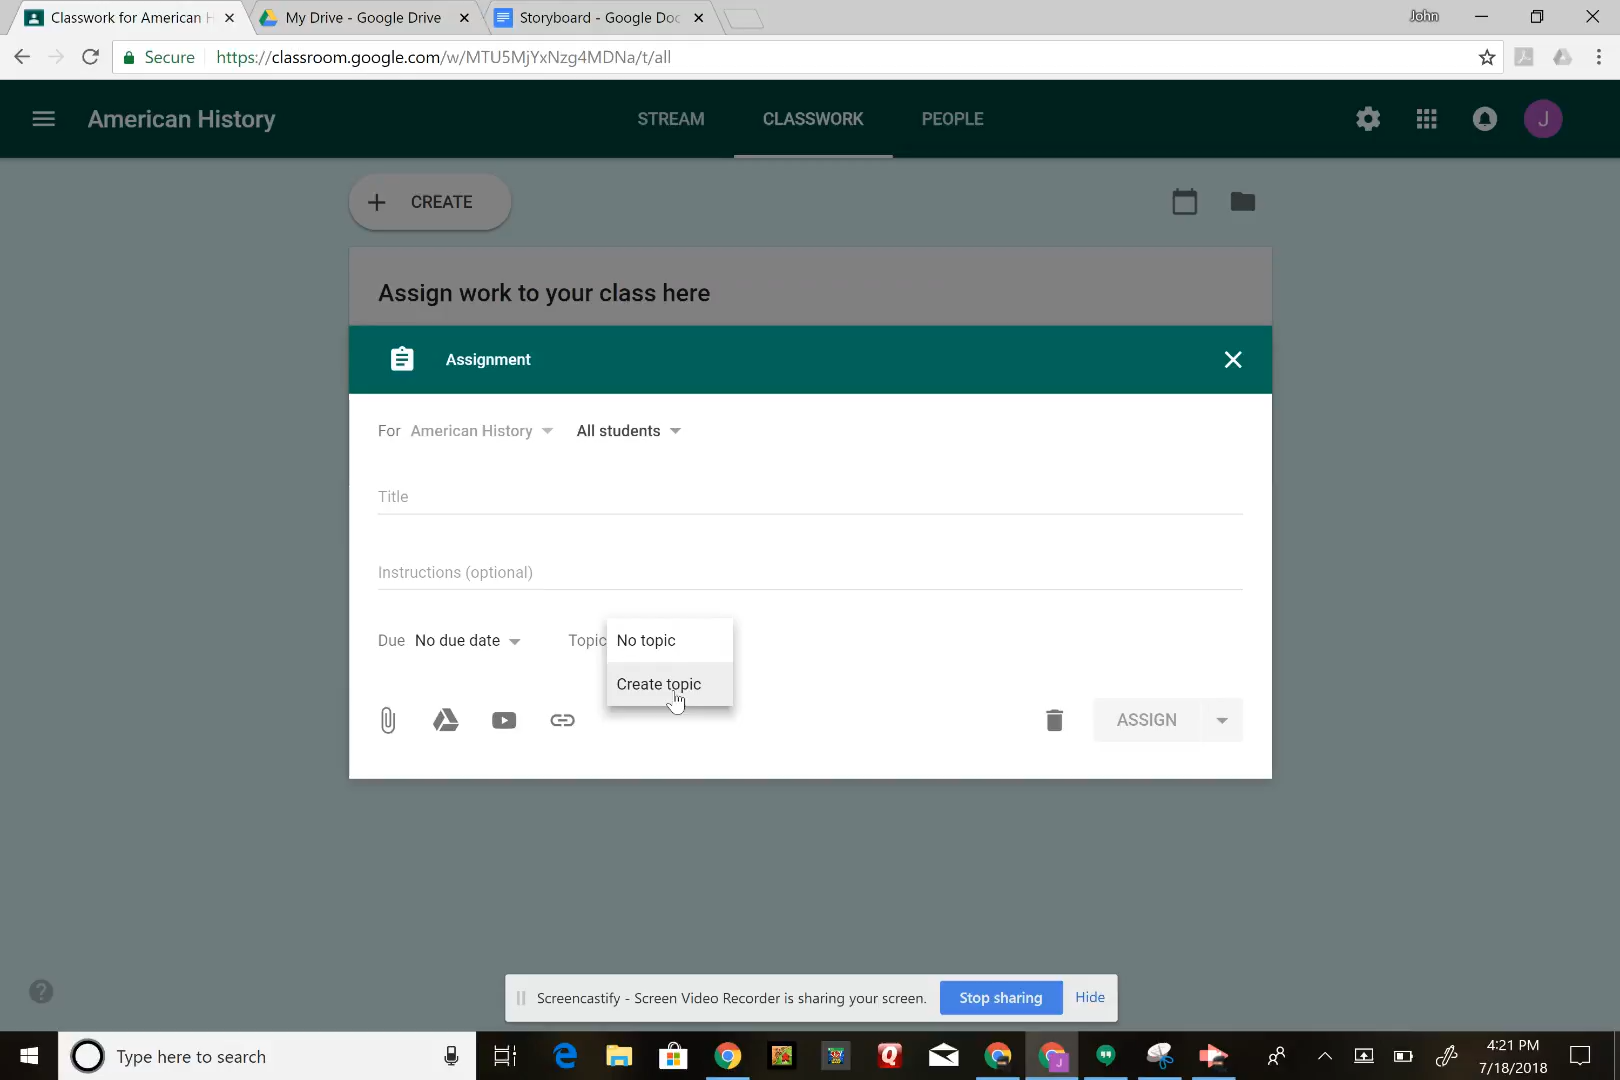 Classwork for American H
My Drive - Google Drive
Storyboard - Google Doc
John
Secure
https://classroom.google.com/w/MTU5MjYxNzg4MDNa/t/all
American History
STREAM
CLASSWORK
PEOPLE
J
CREATE
Assign work to your class here
Assignment
For American History
All students
Title
Instructions (optional)
Due No due date
Topic
No topic
Create topic
ASSIGN
Screencastify - Screen Video Recorder is sharing your screen.
Stop sharing
Hide
Type here to search
4:21 PM
7/18/2018